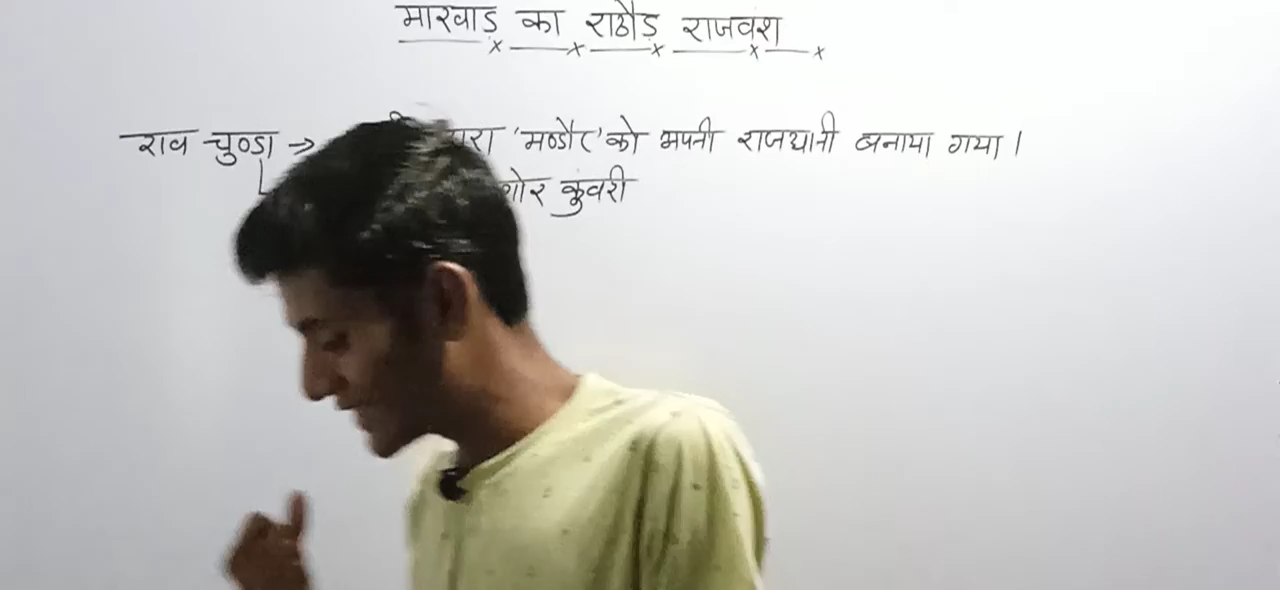 मारवाड़ का राठौड़ राजवंश
राव चुण्डा → 'मण्डौर' को अपनी राजधानी बनाया गया।
कुंवरी